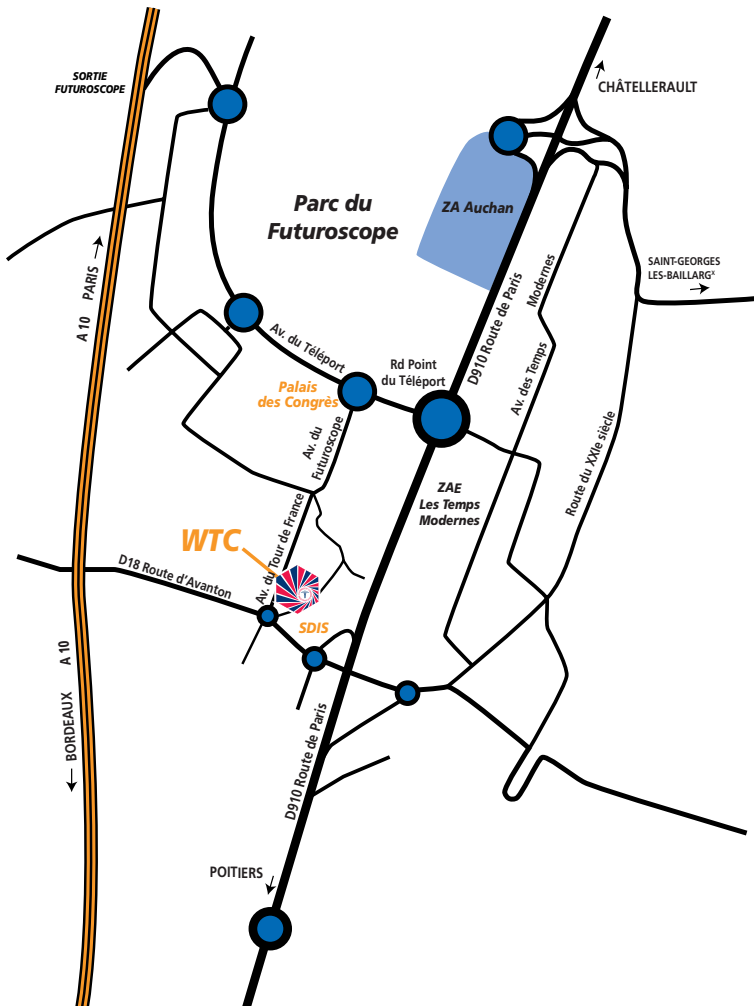 SORTIE
FUTUROSCOPE
CHÂTELLERAULT
Parc du
Futuroscope
ZA Auchan
SAINT-GEORGES
LES-BAILLARGˣ
A 10 PARIS
D910 Route de Paris
Av. des Temps Modernes
Av. du Téléport
Rd Point
du Téléport
Palais
des Congrès
Av. du
Futuroscope
Route du XXIe siècle
ZAE
Les Temps
Modernes
WTC
Av. du Tour de France
D18 Route d'Avanton
T
SDIS
BORDEAUX A 10
D910 Route de Paris
POITIERS